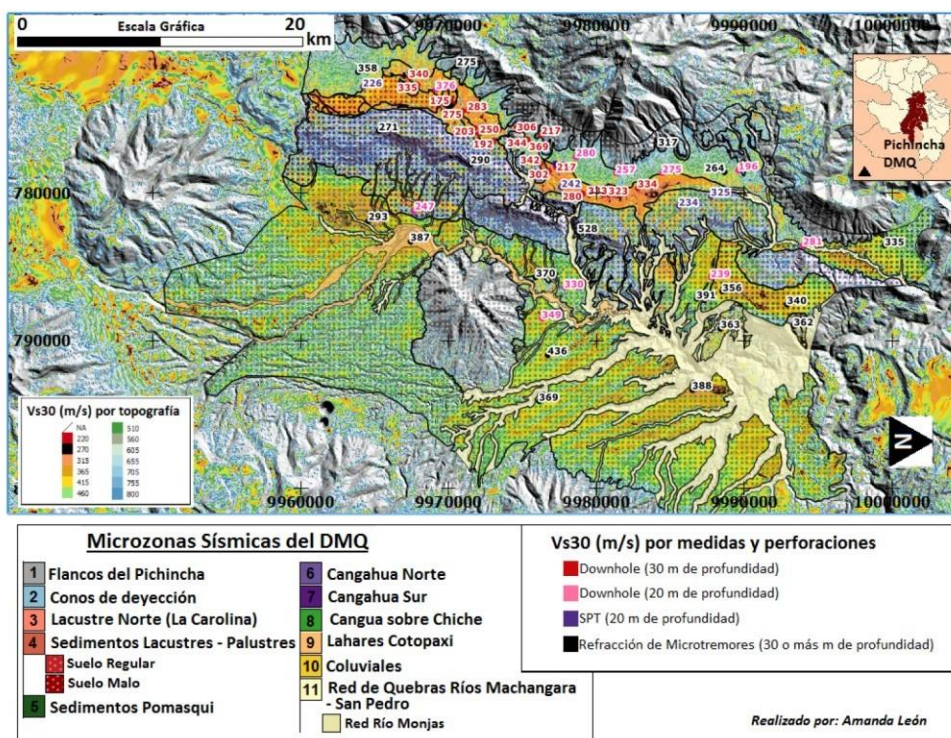 0 Escala Gráfica 20
km
9970000 9980000 9990000 10000000
Pichincha
DMQ
358 340 275
226 335 376
175 283
275
203 250 306 217
271 192 344 369 317
290 342 280
217 257 275 264 196
302 242 334
280 313 323 325
780000
247 234
293
387 528 281 335
370 239
330 391 356 340
349 363 362
790000
436
388
369
N
Vs30 (m/s) por topografía
NA 510
220 560
270 605
315 655
365 705
415 755
460 800
9960000 9970000 9980000 9990000 10000000
Microzonas Sísmicas del DMQ
1 Flancos del Pichincha
2 Conos de deyección
3 Lacustre Norte (La Carolina)
4 Sedimentos Lacustres - Palustres
Suelo Regular
Suelo Malo
5 Sedimentos Pomasqui
6 Cangahua Norte
7 Cangahua Sur
8 Cangua sobre Chiche
9 Lahares Cotopaxi
10 Coluviales
11 Red de Quebras Ríos Machangara
- San Pedro
Red Río Monjas
Vs30 (m/s) por medidas y perforaciones
Downhole (30 m de profundidad)
Downhole (20 m de profundidad)
SPT (20 m de profundidad)
Refracción de Microtremores (30 o más m de profundidad)
Realizado por: Amanda León